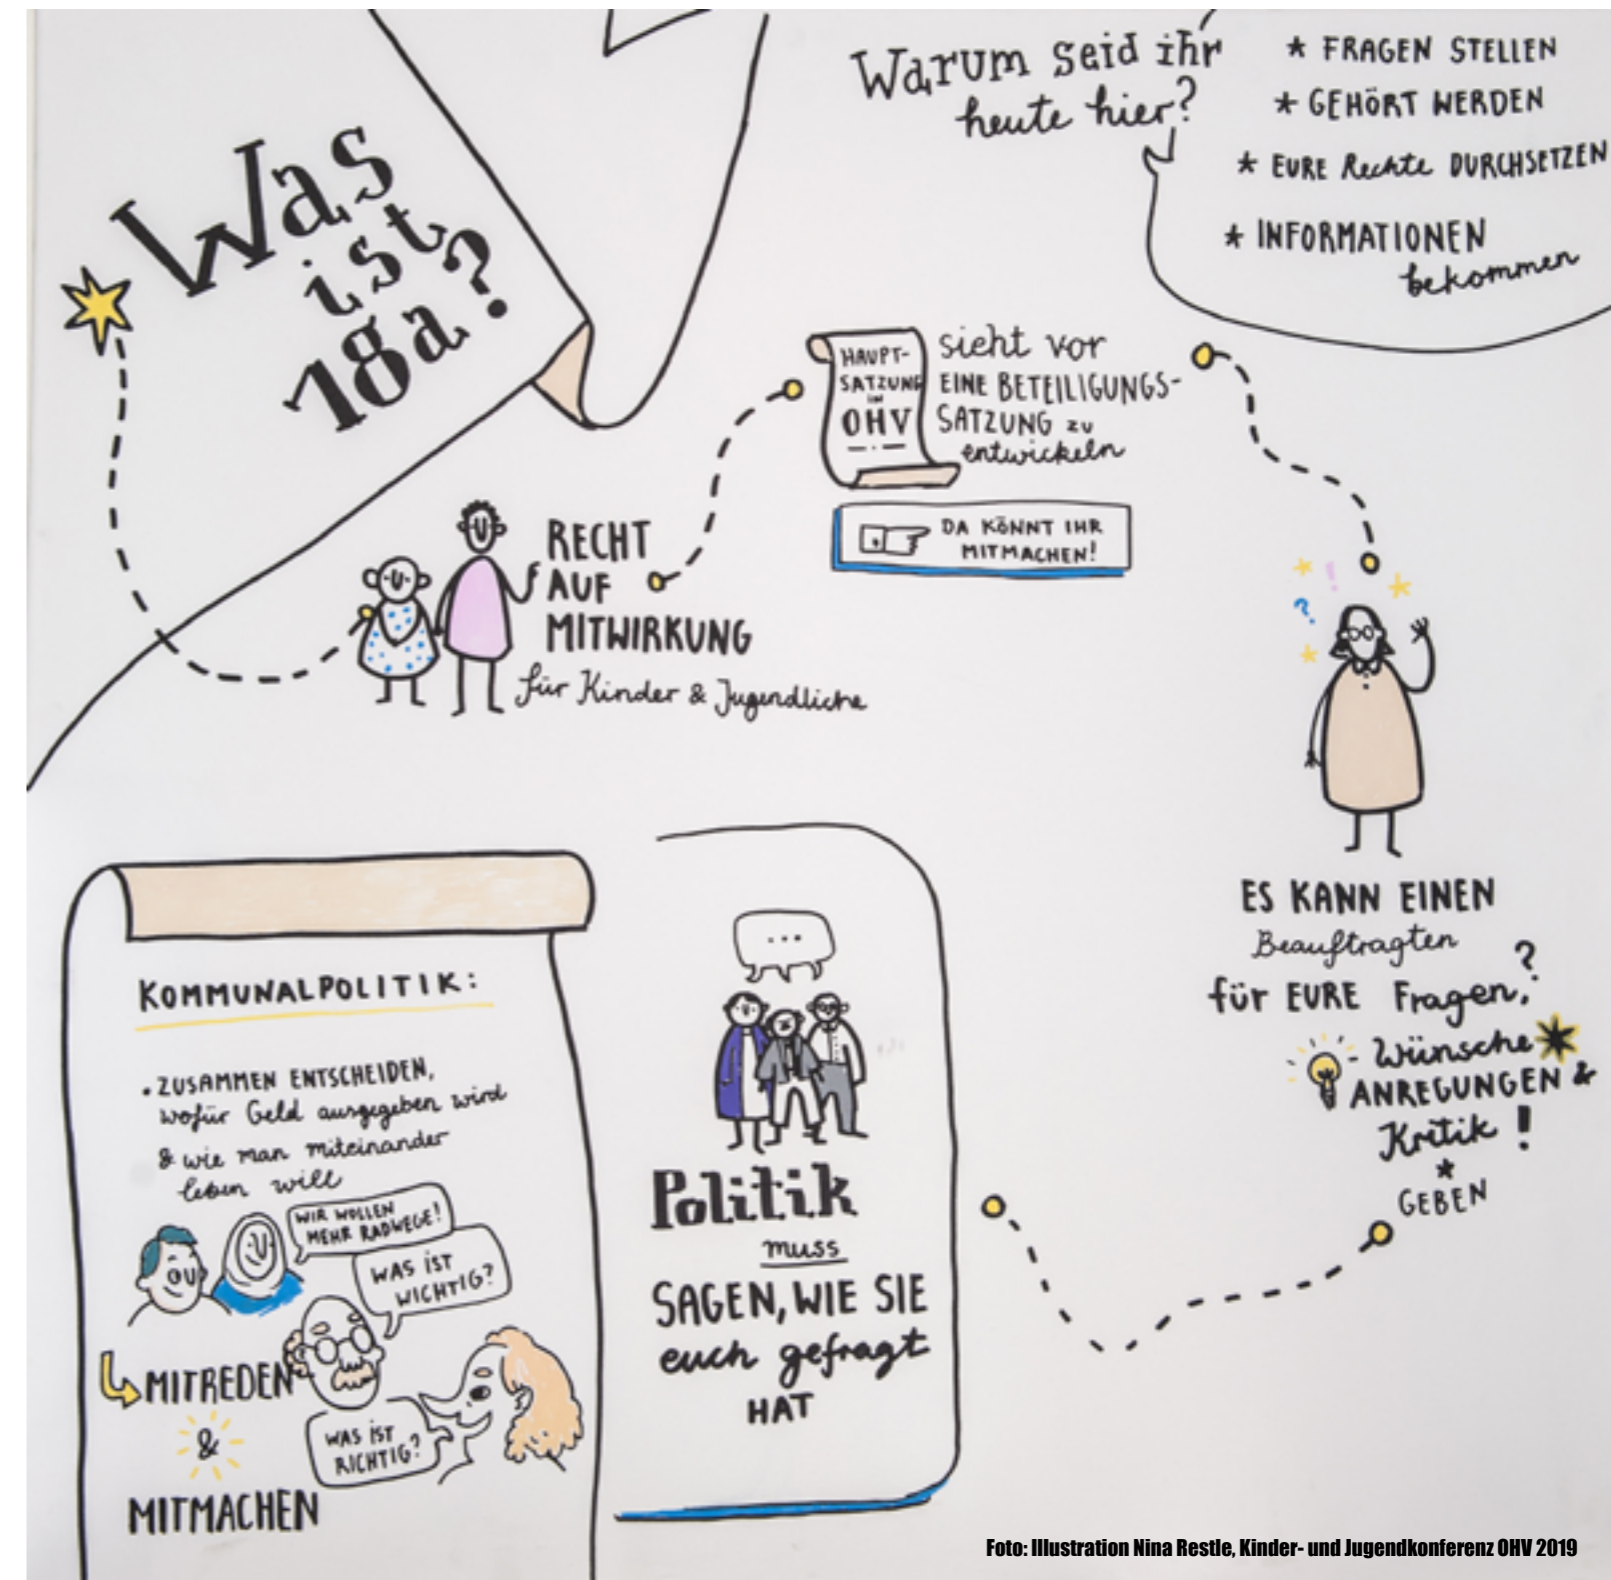 Was
ist
18a?
Warum seid ihr
heute hier?
* FRAGEN STELLEN
* GEHÖRT WERDEN
* EURE Rechte DURCHSETZEN
* INFORMATIONEN
bekommen
RECHT
AUF
MITWIRKUNG
für Kinder & Jugendliche
HAUPT-
SATZUNG
IN
OHV
sieht vor
EINE BETEILIGUNGS-
SATZUNG zu
entwickeln
DA KÖNNT IHR
MITMACHEN!
? !
ES KANN EINEN
Beauftragten
für EURE Fragen,?
- Wünsche
ANREGUNGEN &
Kritik !
*
GEBEN
...
Politik
muss
SAGEN, WIE SIE
euch gefragt
HAT
KOMMUNALPOLITIK:
• ZUSAMMEN ENTSCHEIDEN,
wofür Geld ausgegeben wird
& wie man miteinander
leben will
WIR WOLLEN
MEHR RADWEGE!
WAS IST
WICHTIG?
MITREDEN
&
MITMACHEN
WAS IST
RICHTIG?
Foto: Illustration Nina Restle, Kinder- und Jugendkonferenz OHV 2019